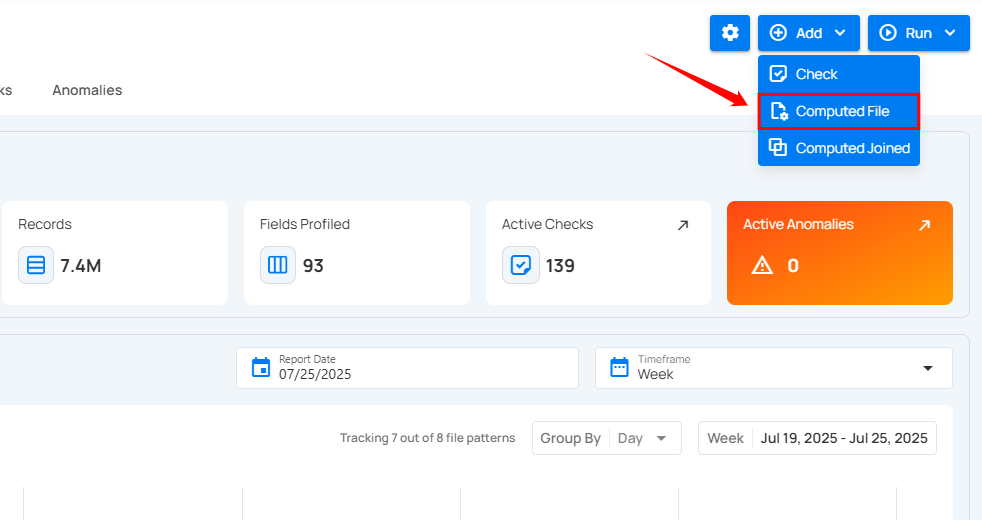 Add
Run
Check
Computed File
Computed Joined
ks
Anomalies
Records
7.4M
Fields Profiled
93
Active Checks
139
Active Anomalies
0
Report Date
07/25/2025
Timeframe
Week
Tracking 7 out of 8 file patterns
Group By Day
Week Jul 19, 2025 - Jul 25, 2025